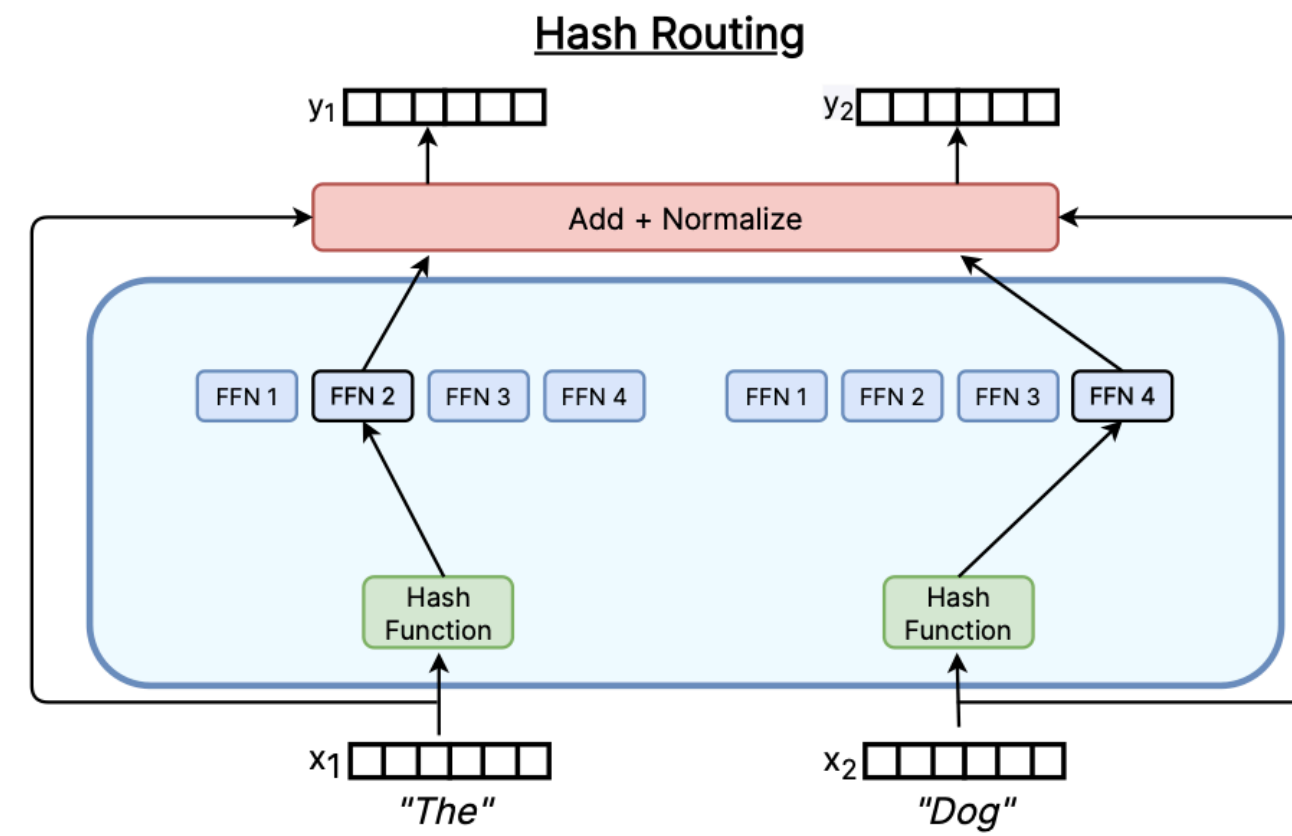 Hash Routing
y1 y2
Add + Normalize
FFN 1 FFN 2 FFN 3 FFN 4 FFN 1 FFN 2 FFN 3 FFN 4
Hash Hash
Function Function
x1 x2
"The" "Dog"